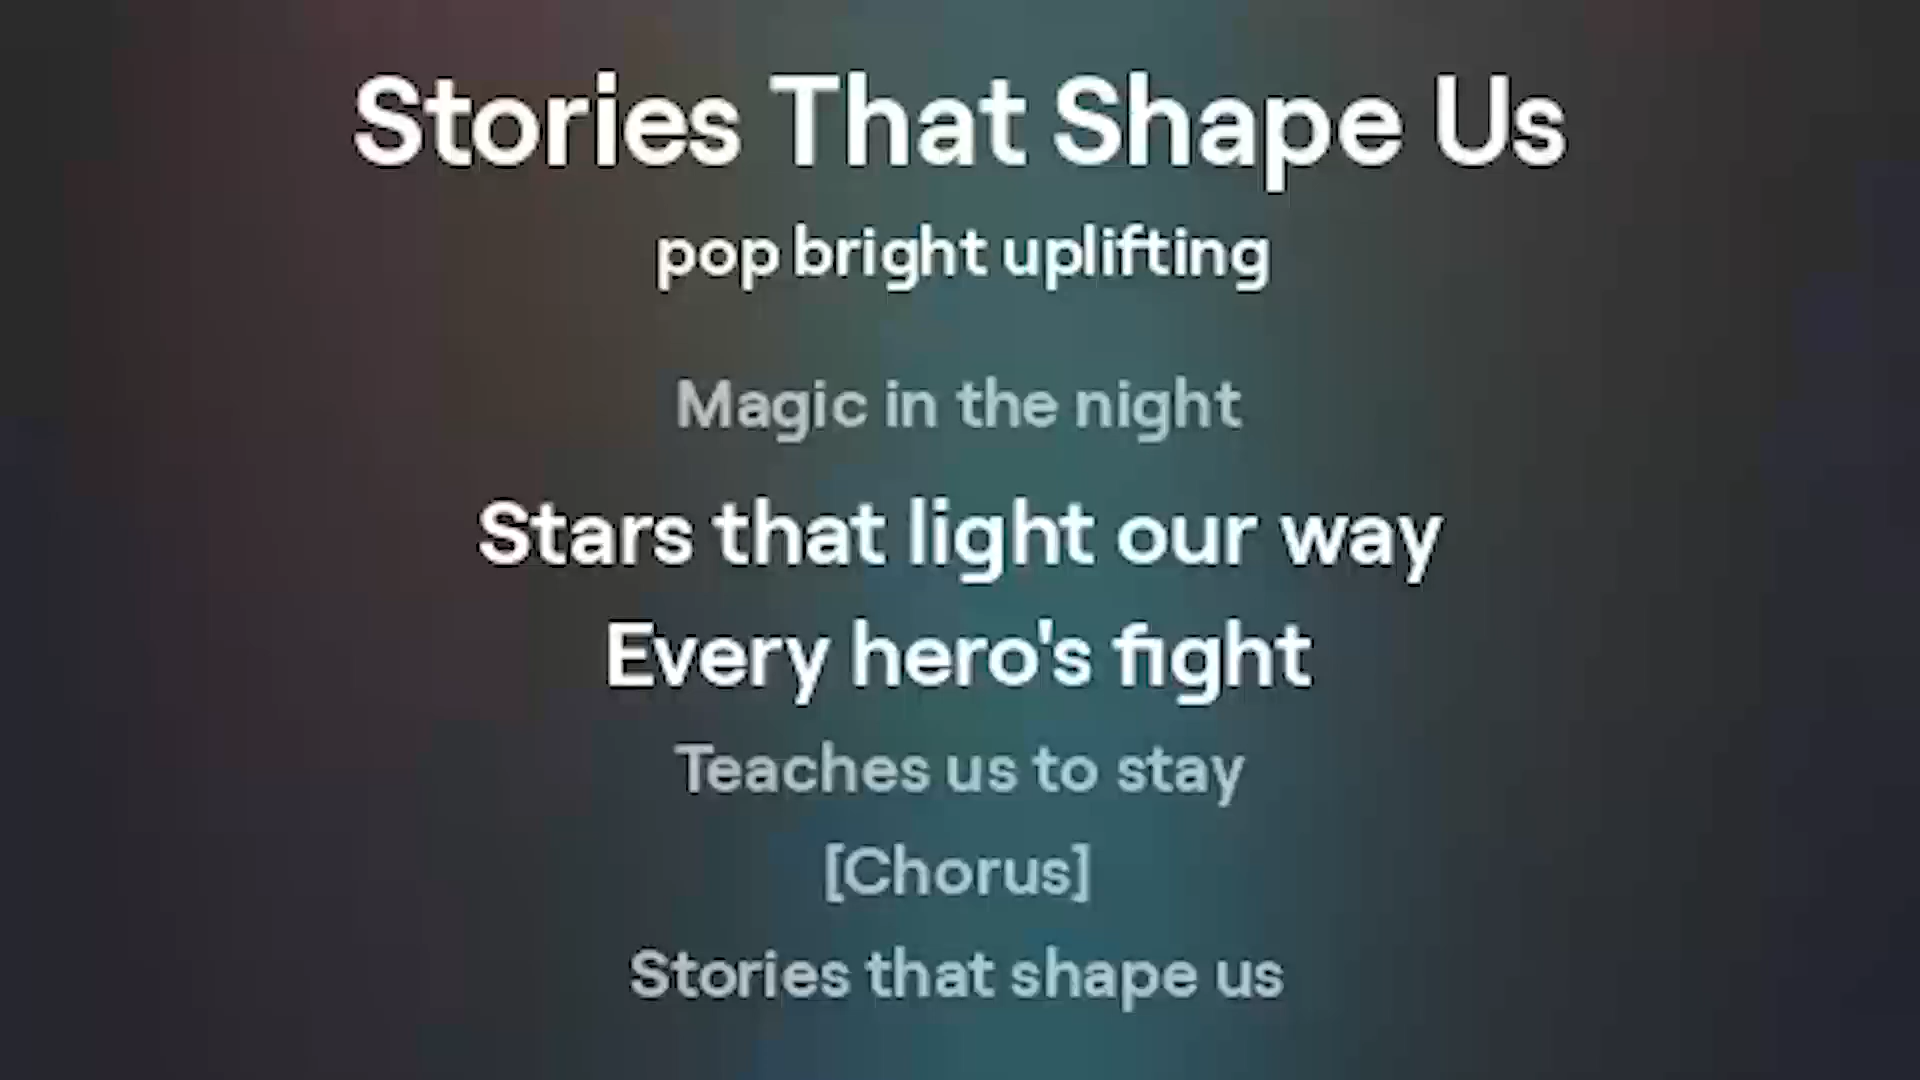 Stories That Shape Us
pop bright uplifting
Magic in the night
Stars that light our way
Every hero's fight
Teaches us to stay
[Chorus]
Stories that shape us